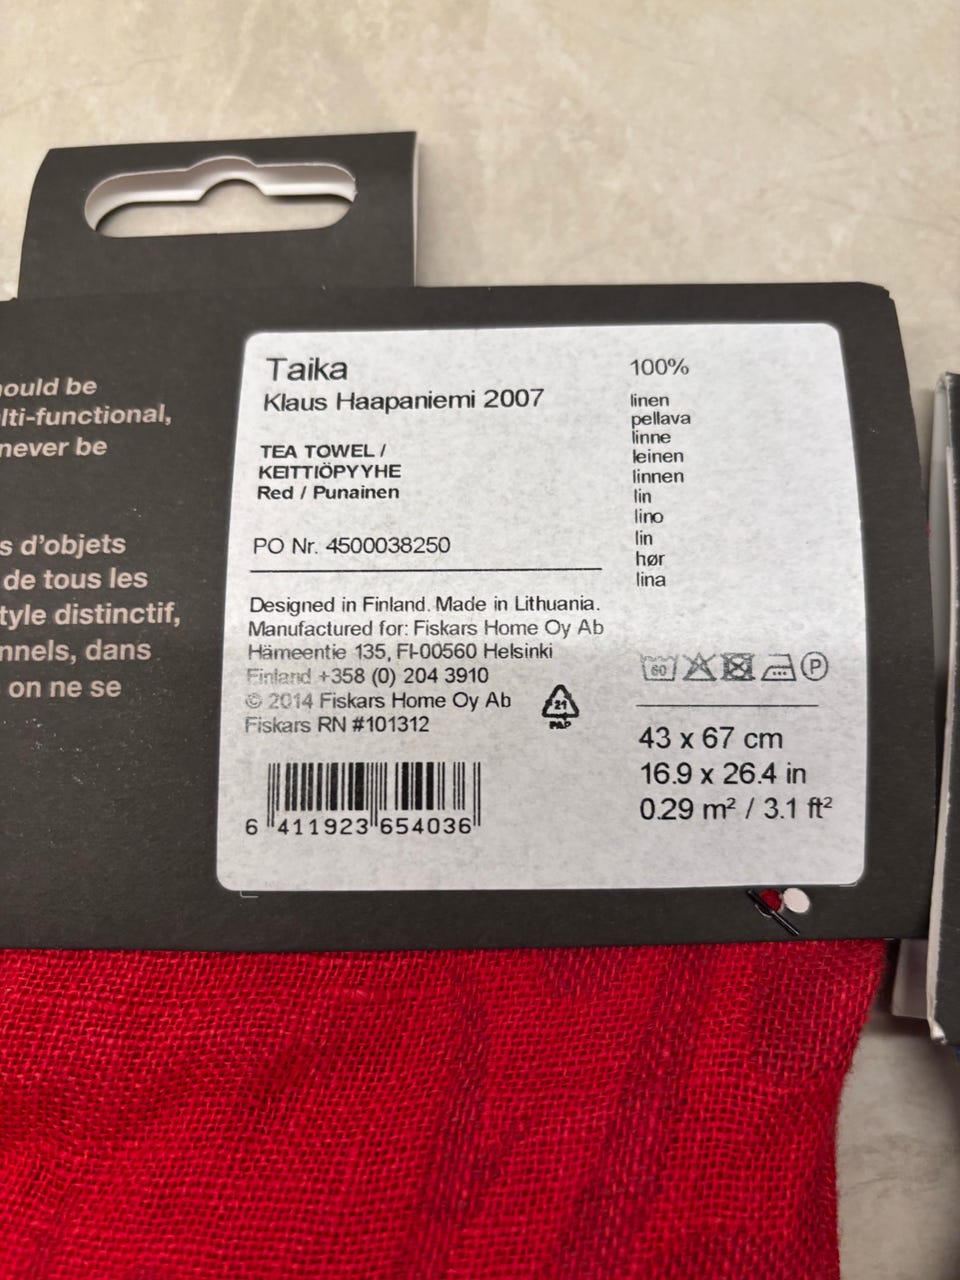 ould be
lti-functional,
never be
s d'objets
de tous les
tyle distinctif,
nnels, dans
on ne se
Taika
Klaus Haapaniemi 2007
TEA TOWEL /
KEITTIÖPYYHE
Red / Punainen
PO Nr. 4500038250
Designed in Finland. Made in Lithuania.
Manufactured for: Fiskars Home Oy Ab
Hämeentie 135, FI-00560 Helsinki
Finland +358 (0) 204 3910
© 2014 Fiskars Home Oy Ab
Fiskars RN #101312
21
PAP
6 411923 654036
100%
linen
pellava
linne
leinen
linnen
lin
lino
lin
hør
lina
60
P
43 x 67 cm
16.9 x 26.4 in
0.29 m² / 3.1 ft²